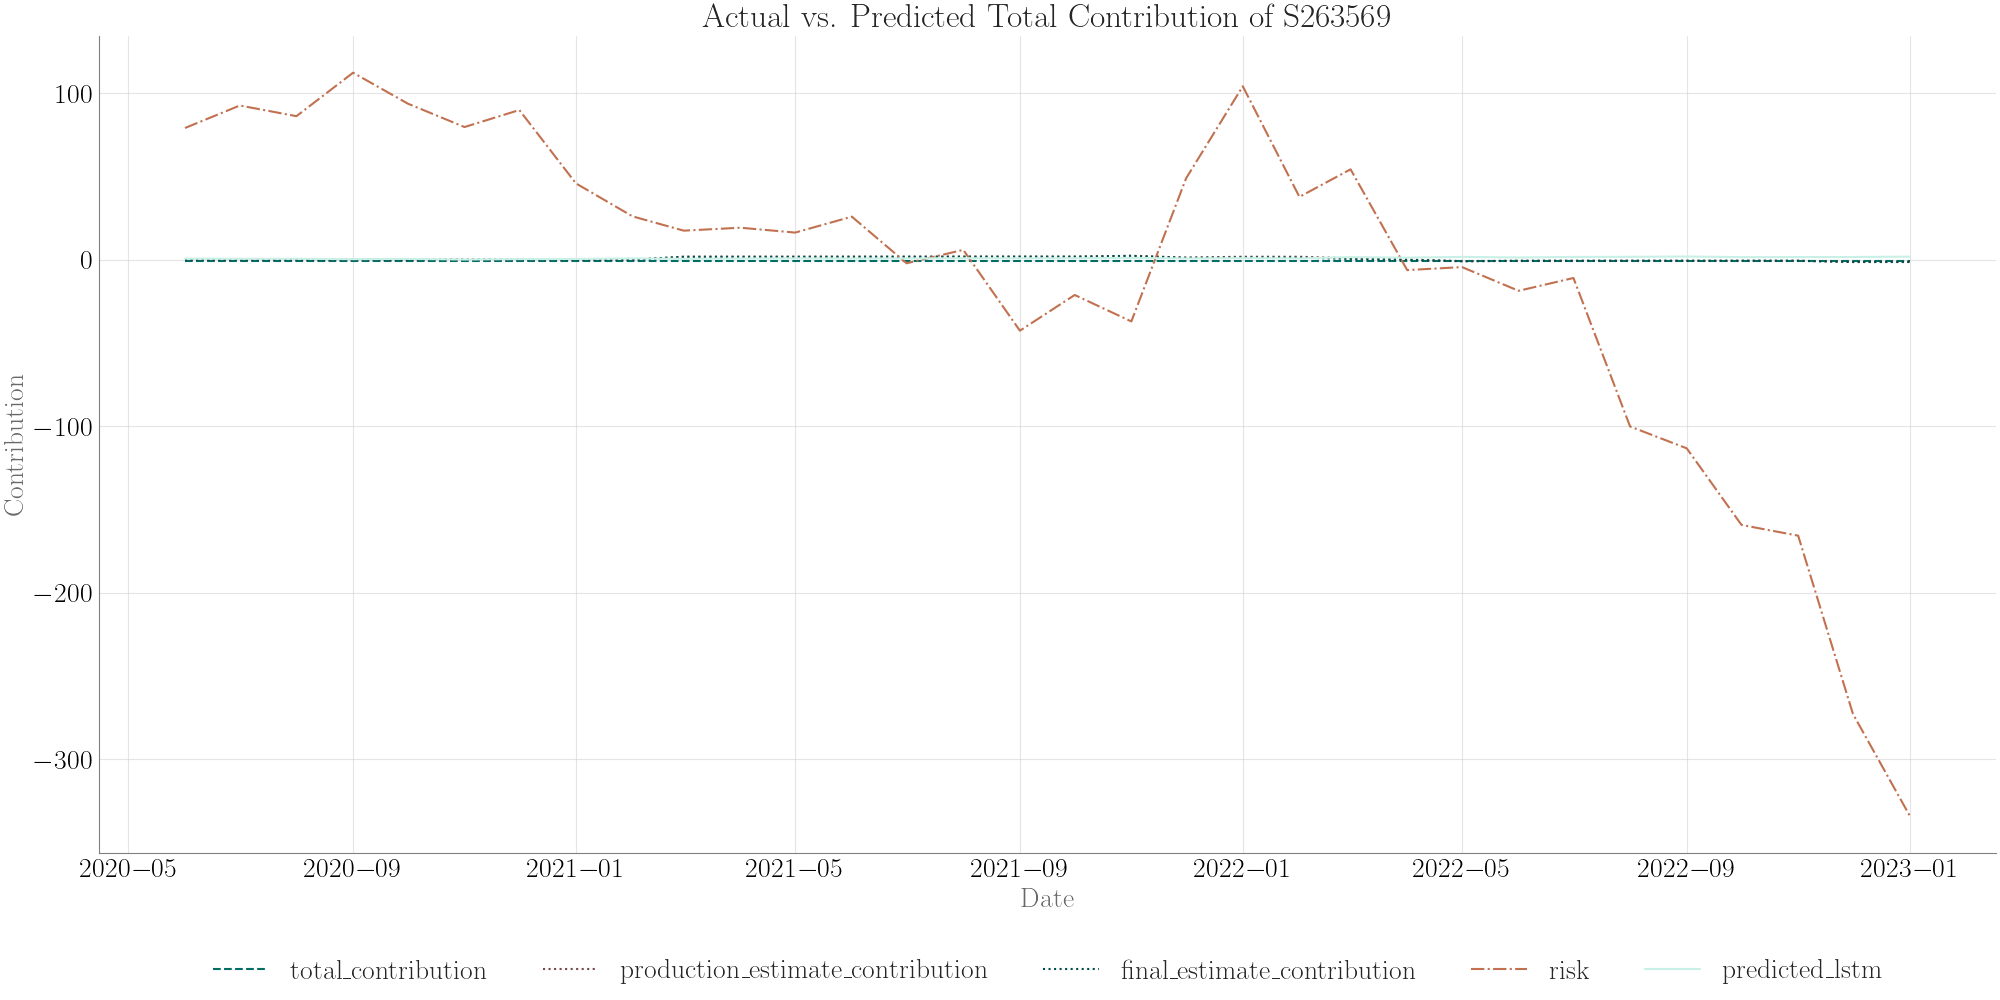 Actual vs. Predicted Total Contribution of S263569
100
0
−100
−200
−300
Contribution
2020−05 2020−09 2021−01 2021−05 2021−09 2022−01 2022−05 2022−09 2023−01
Date
total_contribution production_estimate_contribution final_estimate_contribution risk predicted_lstm